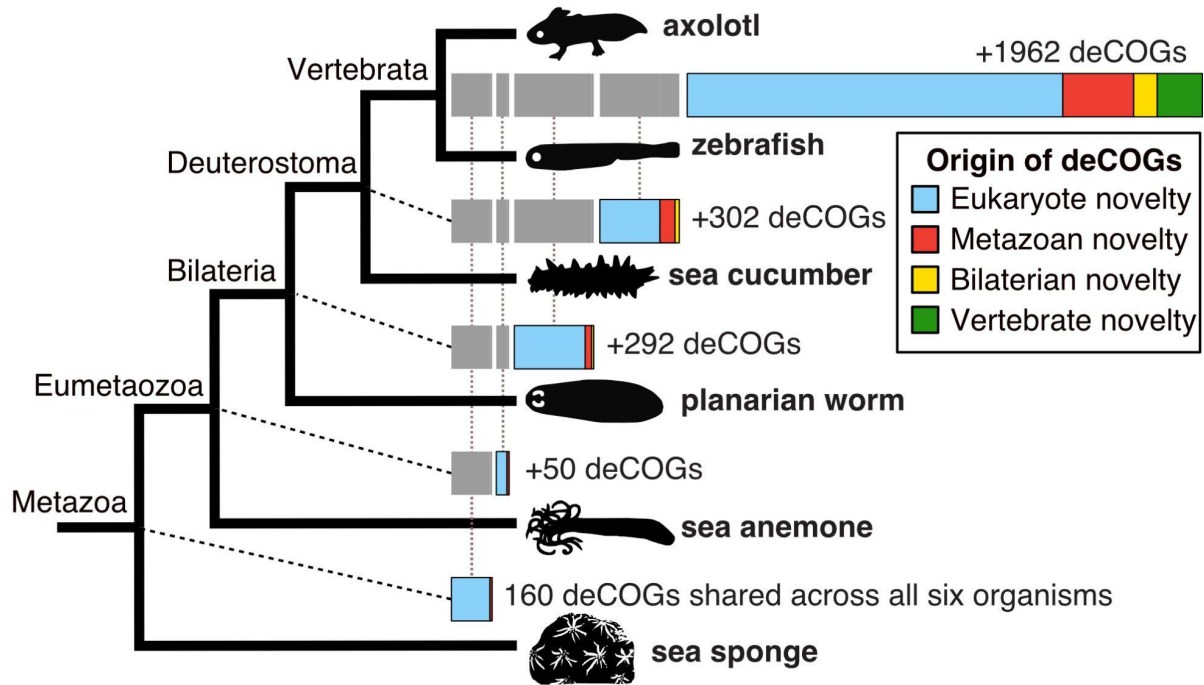 axolotl
+1962 deCOGs
Vertebrata
zebrafish
Origin of deCOGs
Eukaryote novelty
Metazoan novelty
Bilaterian novelty
Vertebrate novelty
Deuterostoma
+302 deCOGs
sea cucumber
Bilateria
+292 deCOGs
planarian worm
Eumetaozoa
+50 deCOGs
Metazoa
sea anemone
160 deCOGs shared across all six organisms
sea sponge